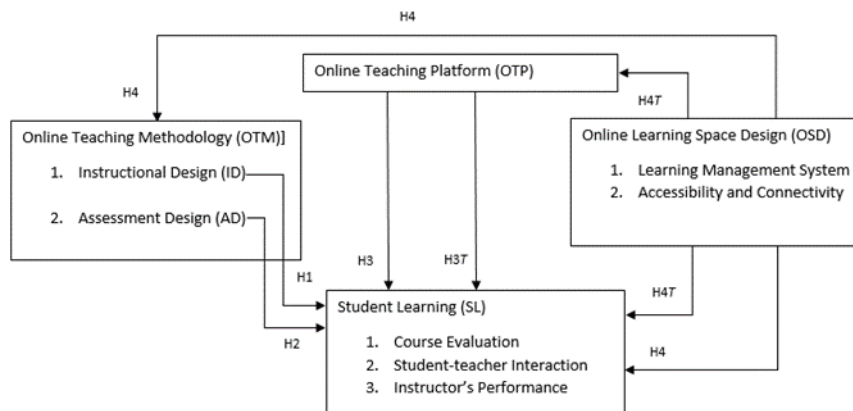 H4
Online Teaching Platform (OTP)
H4
H4T
Online Teaching Methodology (OTM)]
1. Instructional Design (ID)
2. Assessment Design (AD)
Online Learning Space Design (OSD)
1. Learning Management System
2. Accessibility and Connectivity
H3
H3T
H1
H2
H4T
H4
Student Learning (SL)
1. Course Evaluation
2. Student-teacher Interaction
3. Instructor’s Performance